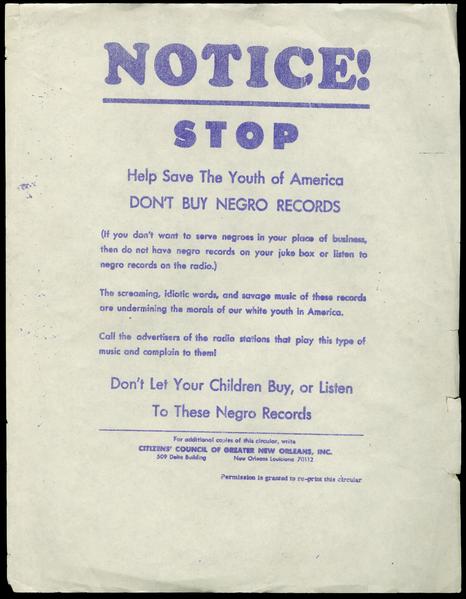 NOTICE!
STOP
Help Save The Youth of America
DON'T BUY NEGRO RECORDS
(If you don't want to serve negroes in your place of business,
then do not have negro records on your juke box or listen to
negro records on the radio.)
The screaming, idiotic words, and savage music of these records
are undermining the morals of our white youth in America.
Call the advertisers of the radio stations that play this type of
music and complain to them!
Don't Let Your Children Buy, or Listen
To These Negro Records
For additional copies of this circular, write
CITIZENS' COUNCIL OF GREATER NEW ORLEANS, INC.
509 Delta Building New Orleans Louisiana 70112
Permission is granted to re-print this circular